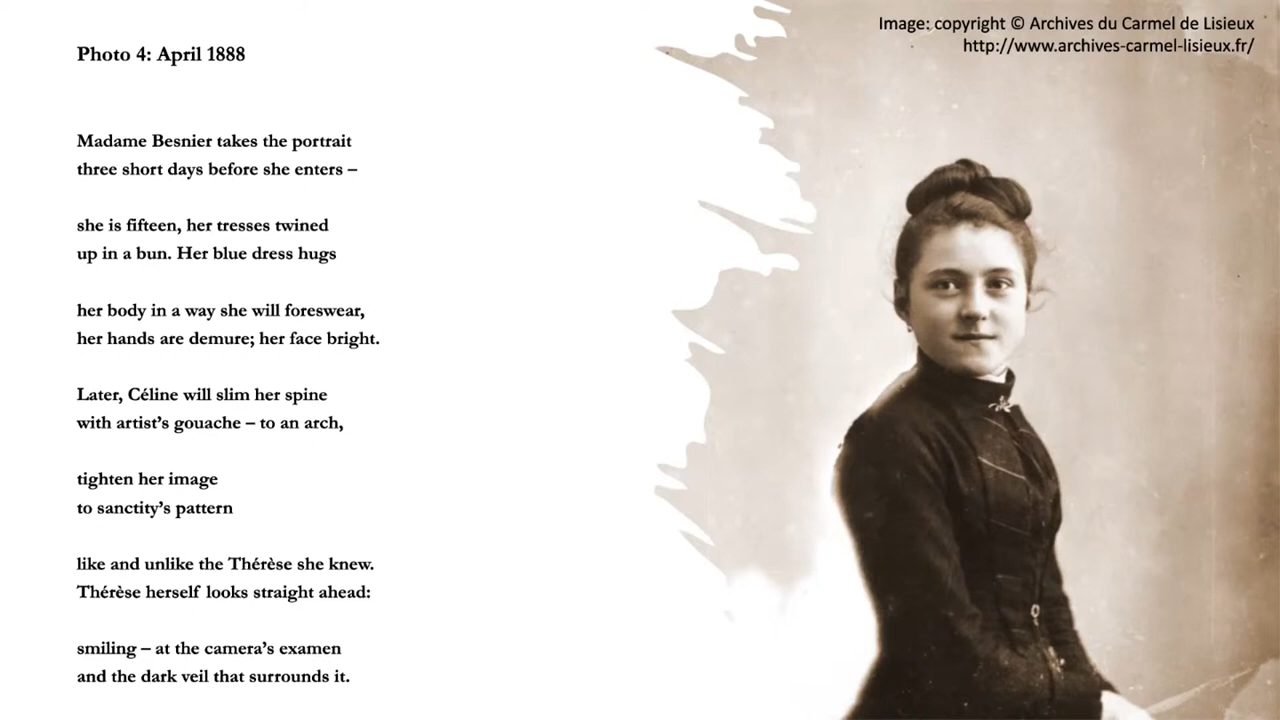 Image: copyright © Archives du Carmel de Lisieux
http://www.archives-carmel-lisieux.fr/
Photo 4: April 1888
Madame Besnier takes the portrait
three short days before she enters –
she is fifteen, her tresses twined
up in a bun. Her blue dress hugs
her body in a way she will foreswear,
her hands are demure; her face bright.
Later, Céline will slim her spine
with artist’s gouache – to an arch,
tighten her image
to sanctity’s pattern
like and unlike the Thérèse she knew.
Thérèse herself looks straight ahead:
smiling – at the camera’s examen
and the dark veil that surrounds it.